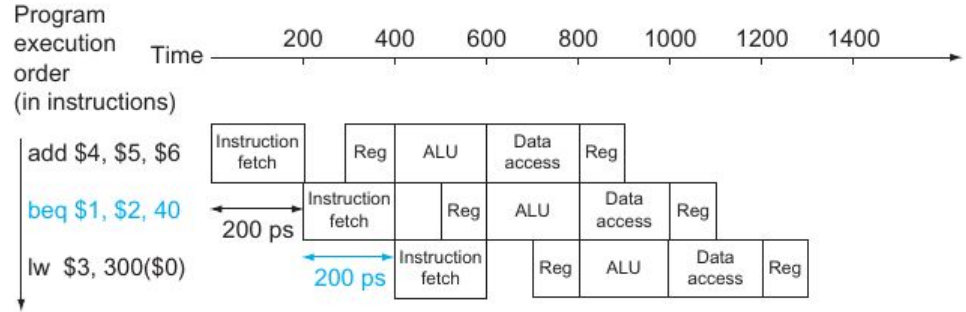 Program
execution
order
(in instructions)
Time
200 400 600 800 1000 1200 1400
add $4, $5, $6
Instruction
fetch
Reg
ALU
Data
access
Reg
beq $1, $2, 40
200 ps
Instruction
fetch
Reg
ALU
Data
access
Reg
lw $3, 300($0)
200 ps
Instruction
fetch
Reg
ALU
Data
access
Reg